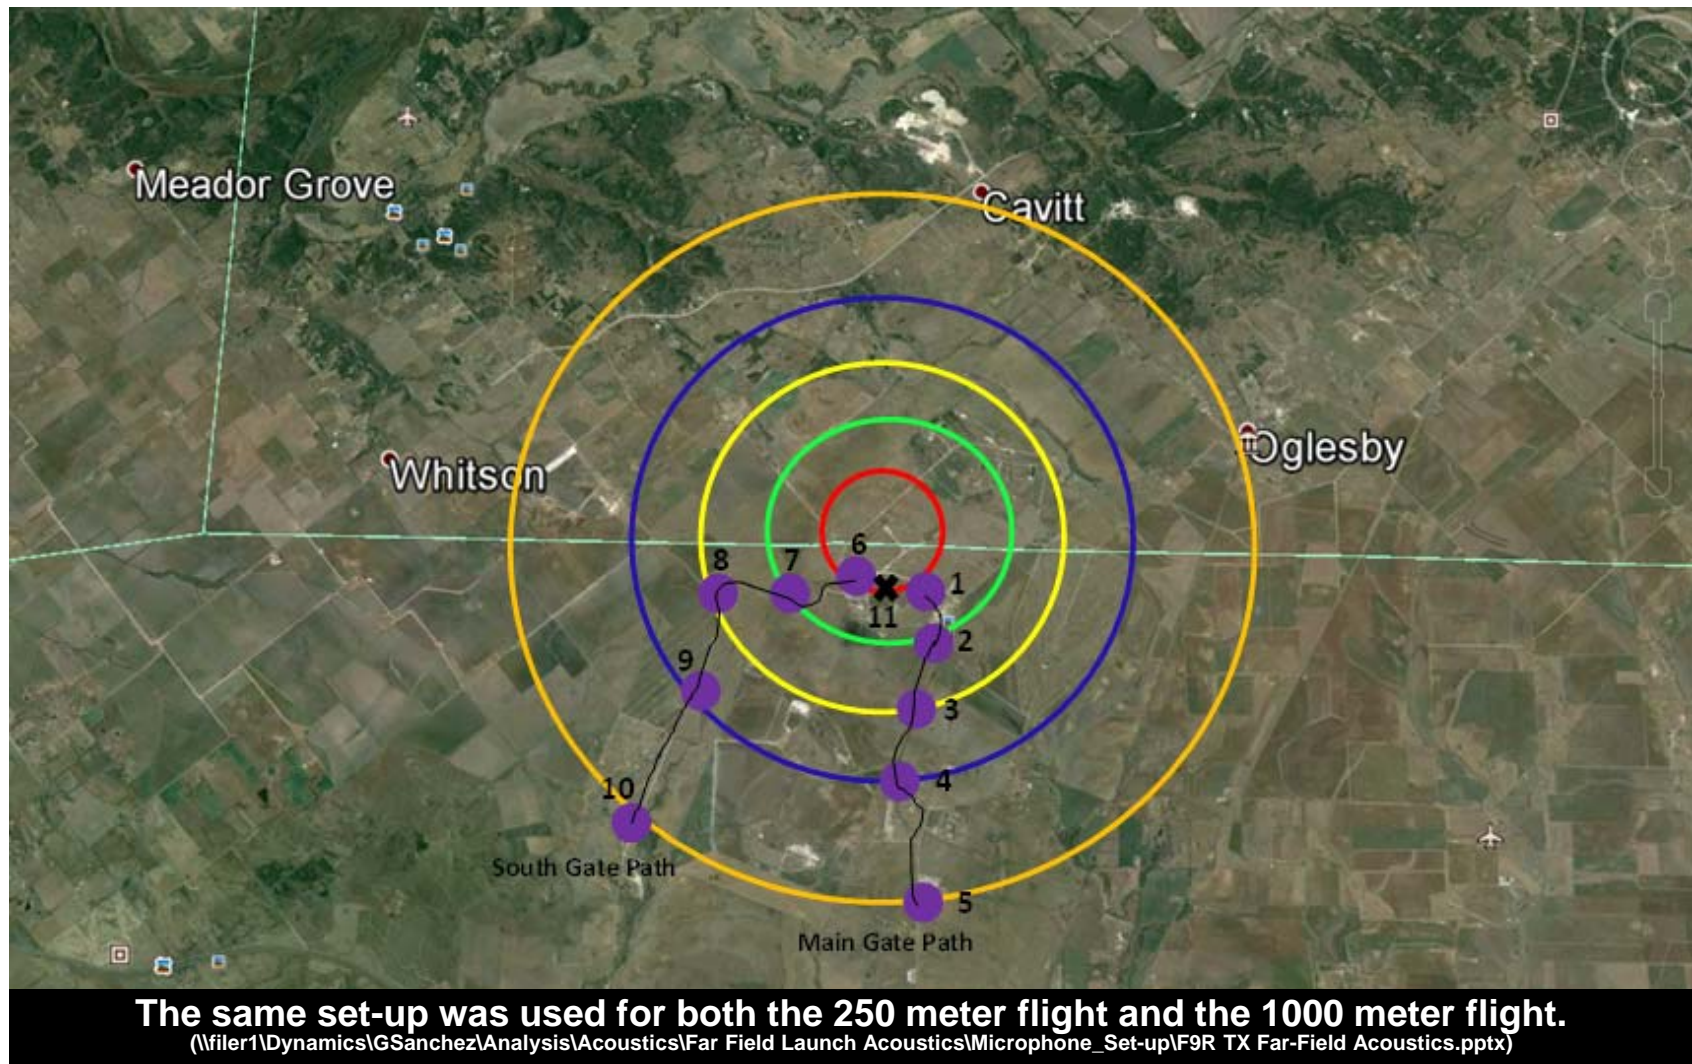 Meador Grove
Cavitt
Whitson
Oglesby
6
8
7
1
11
2
9
3
4
10
South Gate Path
5
Main Gate Path
The same set-up was used for both the 250 meter flight and the 1000 meter flight.
(\\filer1\Dynamics\GSanchez\Analysis\Acoustics\Far Field Launch Acoustics\Microphone_Set-up\F9R TX Far-Field Acoustics.pptx)